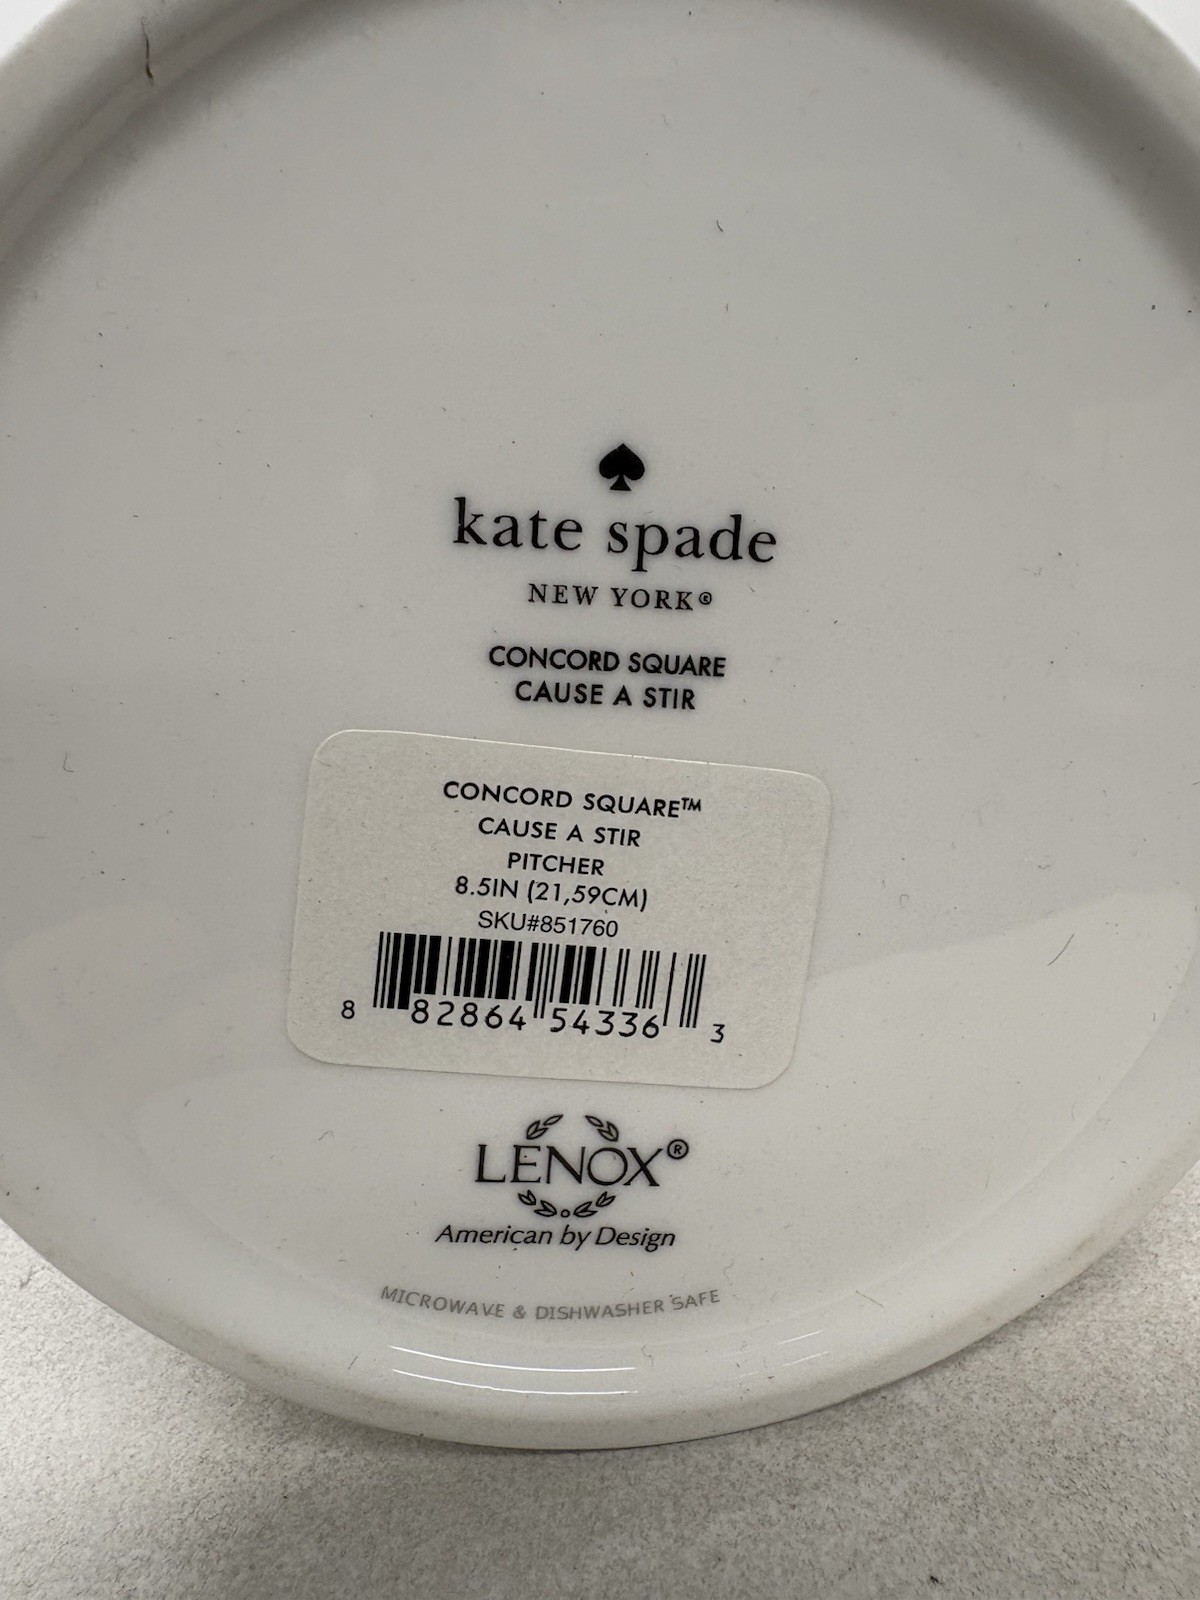 kate spade
NEW YORK®
CONCORD SQUARE
CAUSE A STIR
CONCORD SQUARE™
CAUSE A STIR
PITCHER
8.5IN (21,59CM)
SKU#851760
8 82864 54336 3
LENOX®
American by Design
MICROWAVE & DISHWASHER SAFE